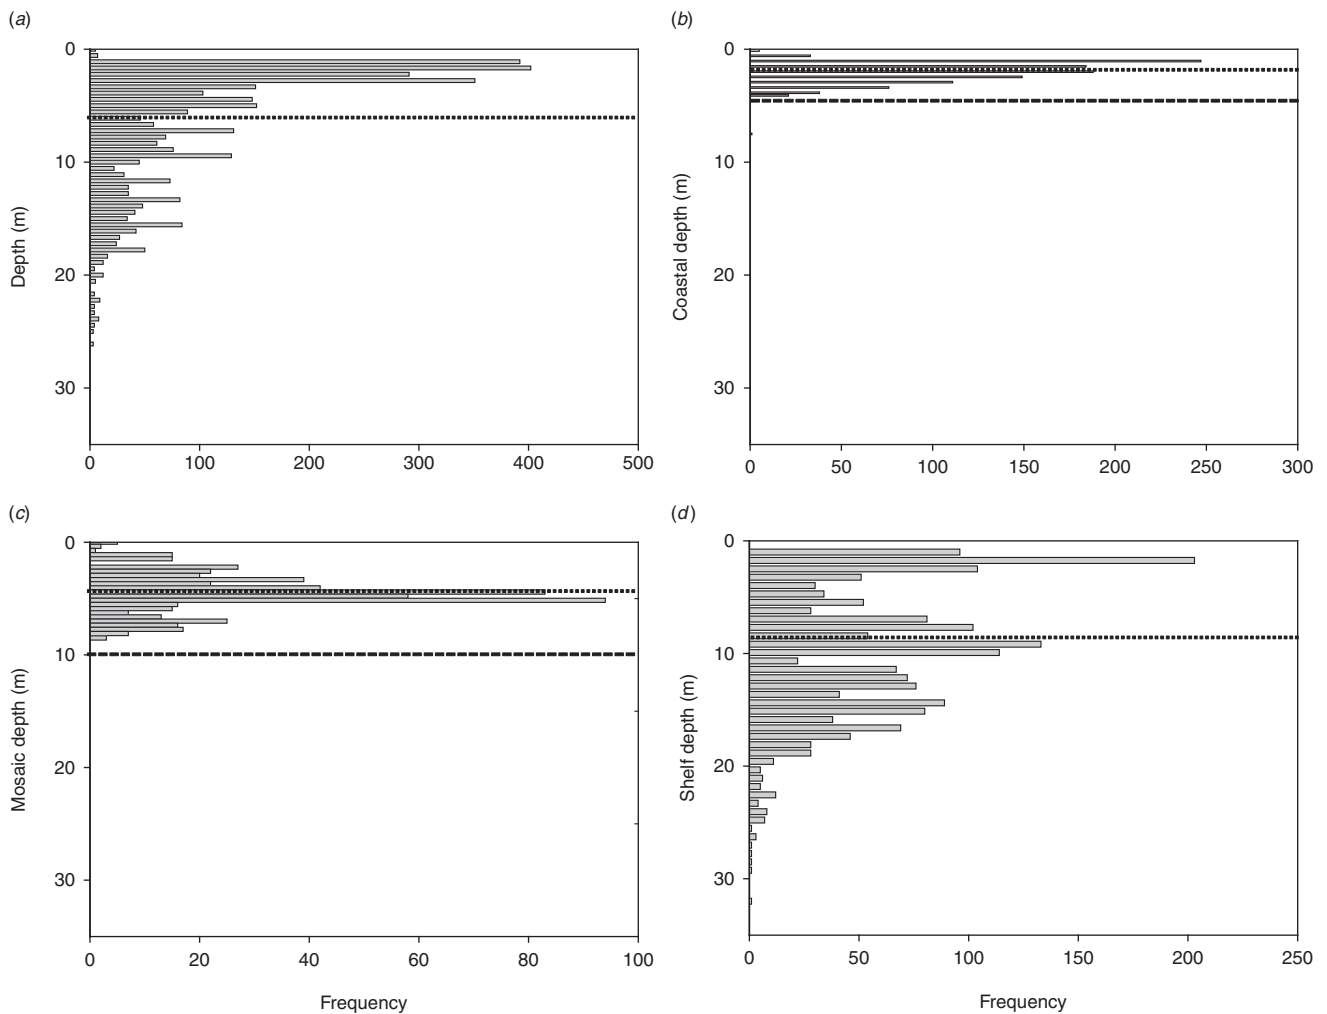 (a)
0
10
20
30
Depth (m)
0 100 200 300 400 500
(b)
0
10
20
30
Coastal depth (m)
0 50 100 150 200 250 300
(c)
0
10
20
30
Mosaic depth (m)
0 20 40 60 80 100
Frequency
(d)
0
10
20
30
Shelf depth (m)
0 50 100 150 200 250
Frequency